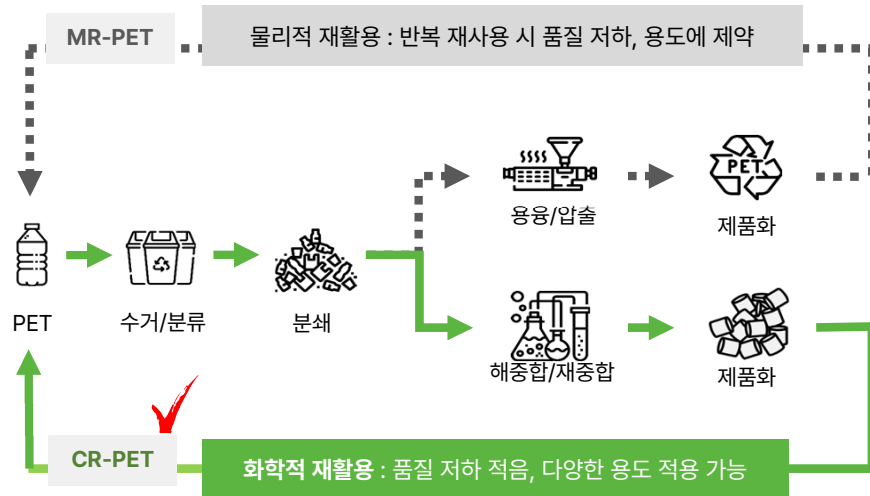 MR-PET
물리적 재활용 : 반복 재사용 시 품질 저하, 용도에 제약
PET
용융/압출
제품화
PET
수거/분류
분쇄
해중합/재중합
제품화
CR-PET
화학적 재활용 : 품질 저하 적음, 다양한 용도 적용 가능